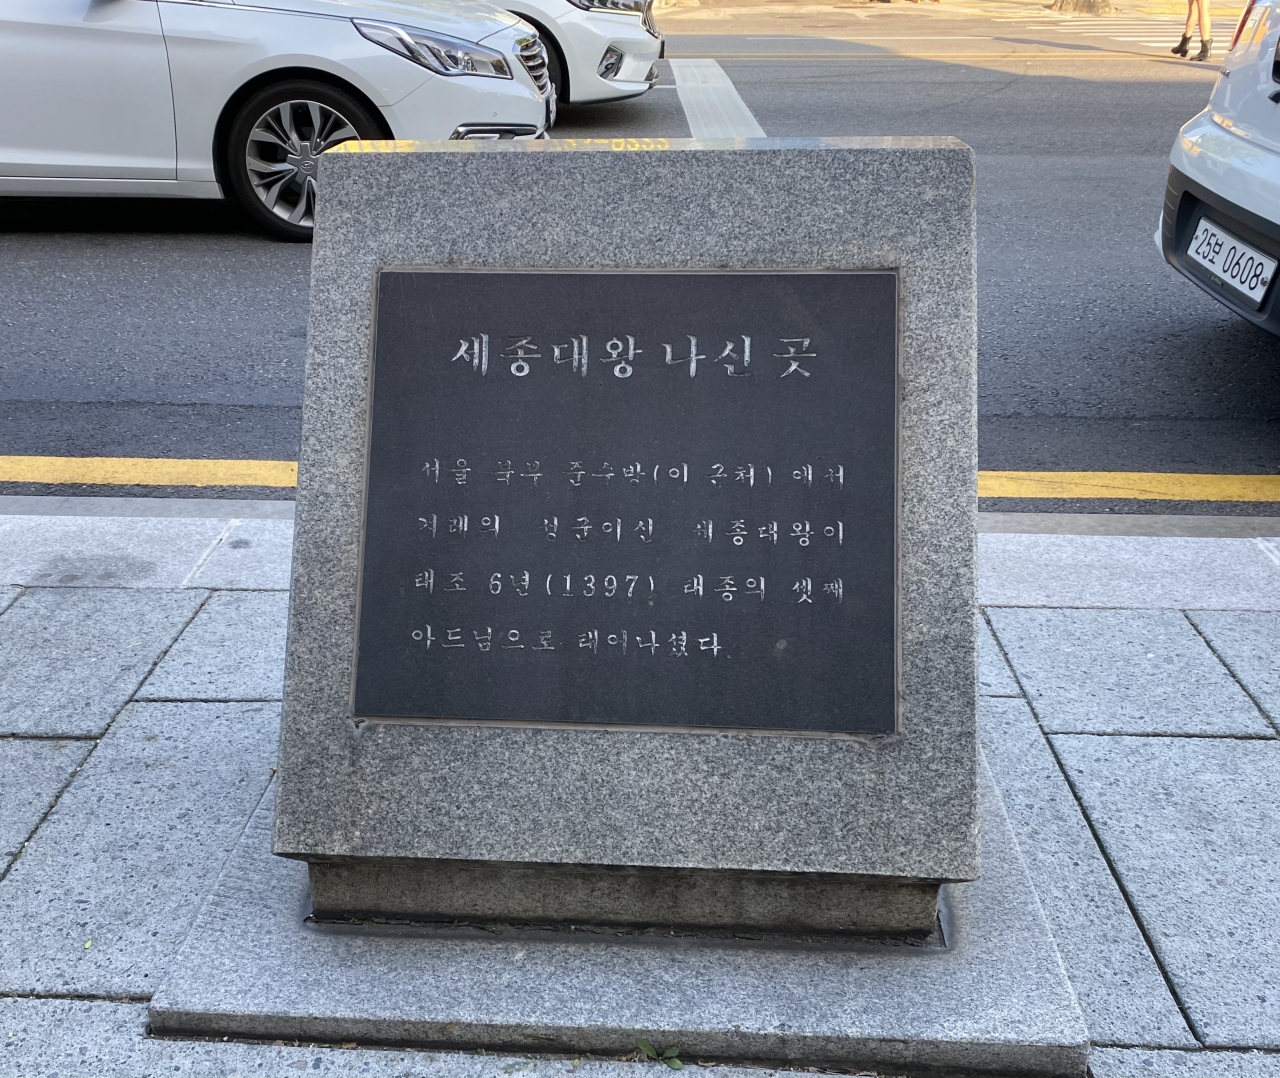 세종대왕 나신 곳
서울 북부 준수방(이 근처)에서
겨레의 성군이신 세종대왕이
태조 6년(1397) 태종의 셋째
아드님으로 태어나셨다.
25보 0608